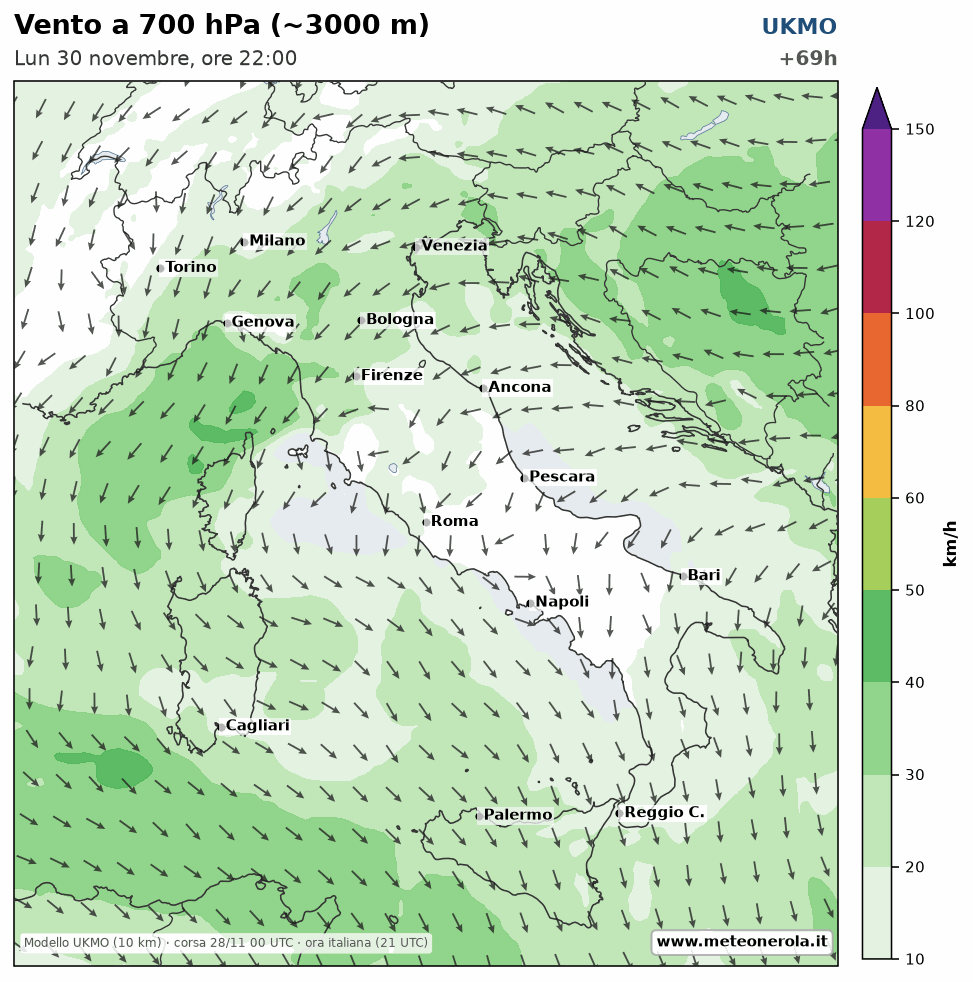 Vento a 700 hPa (~3000 m)
UKMO
Lun 30 novembre, ore 22:00
+69h
150
120
100
80
60
50
40
30
20
10
km/h
Milano
Venezia
Torino
Genova
Bologna
Firenze
Ancona
Pescara
Roma
Bari
Napoli
Cagliari
Palermo
Reggio C.
Modello UKMO (10 km) · corsa 28/11 00 UTC · ora italiana (21 UTC)
www.meteonerola.it